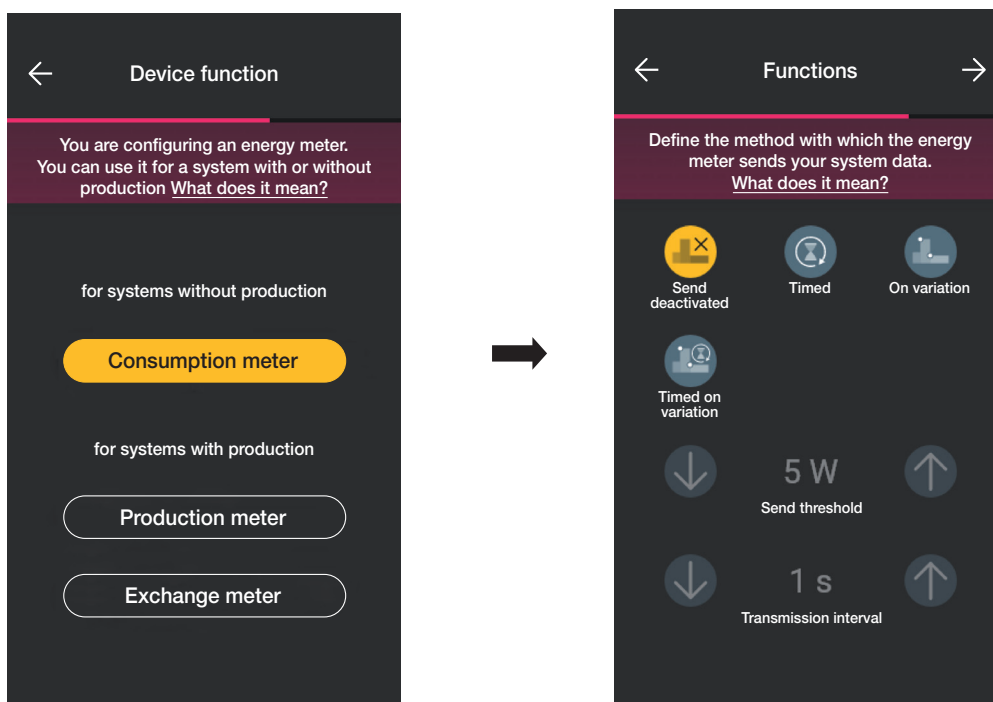 Device function
You are configuring an energy meter.
You can use it for a system with or without
production What does it mean?
for systems without production
Consumption meter
for systems with production
Production meter
Exchange meter
Functions
Define the method with which the energy
meter sends your system data.
What does it mean?
Send
deactivated
Timed
On variation
Timed on
variation
5 W
Send threshold
1 s
Transmission interval